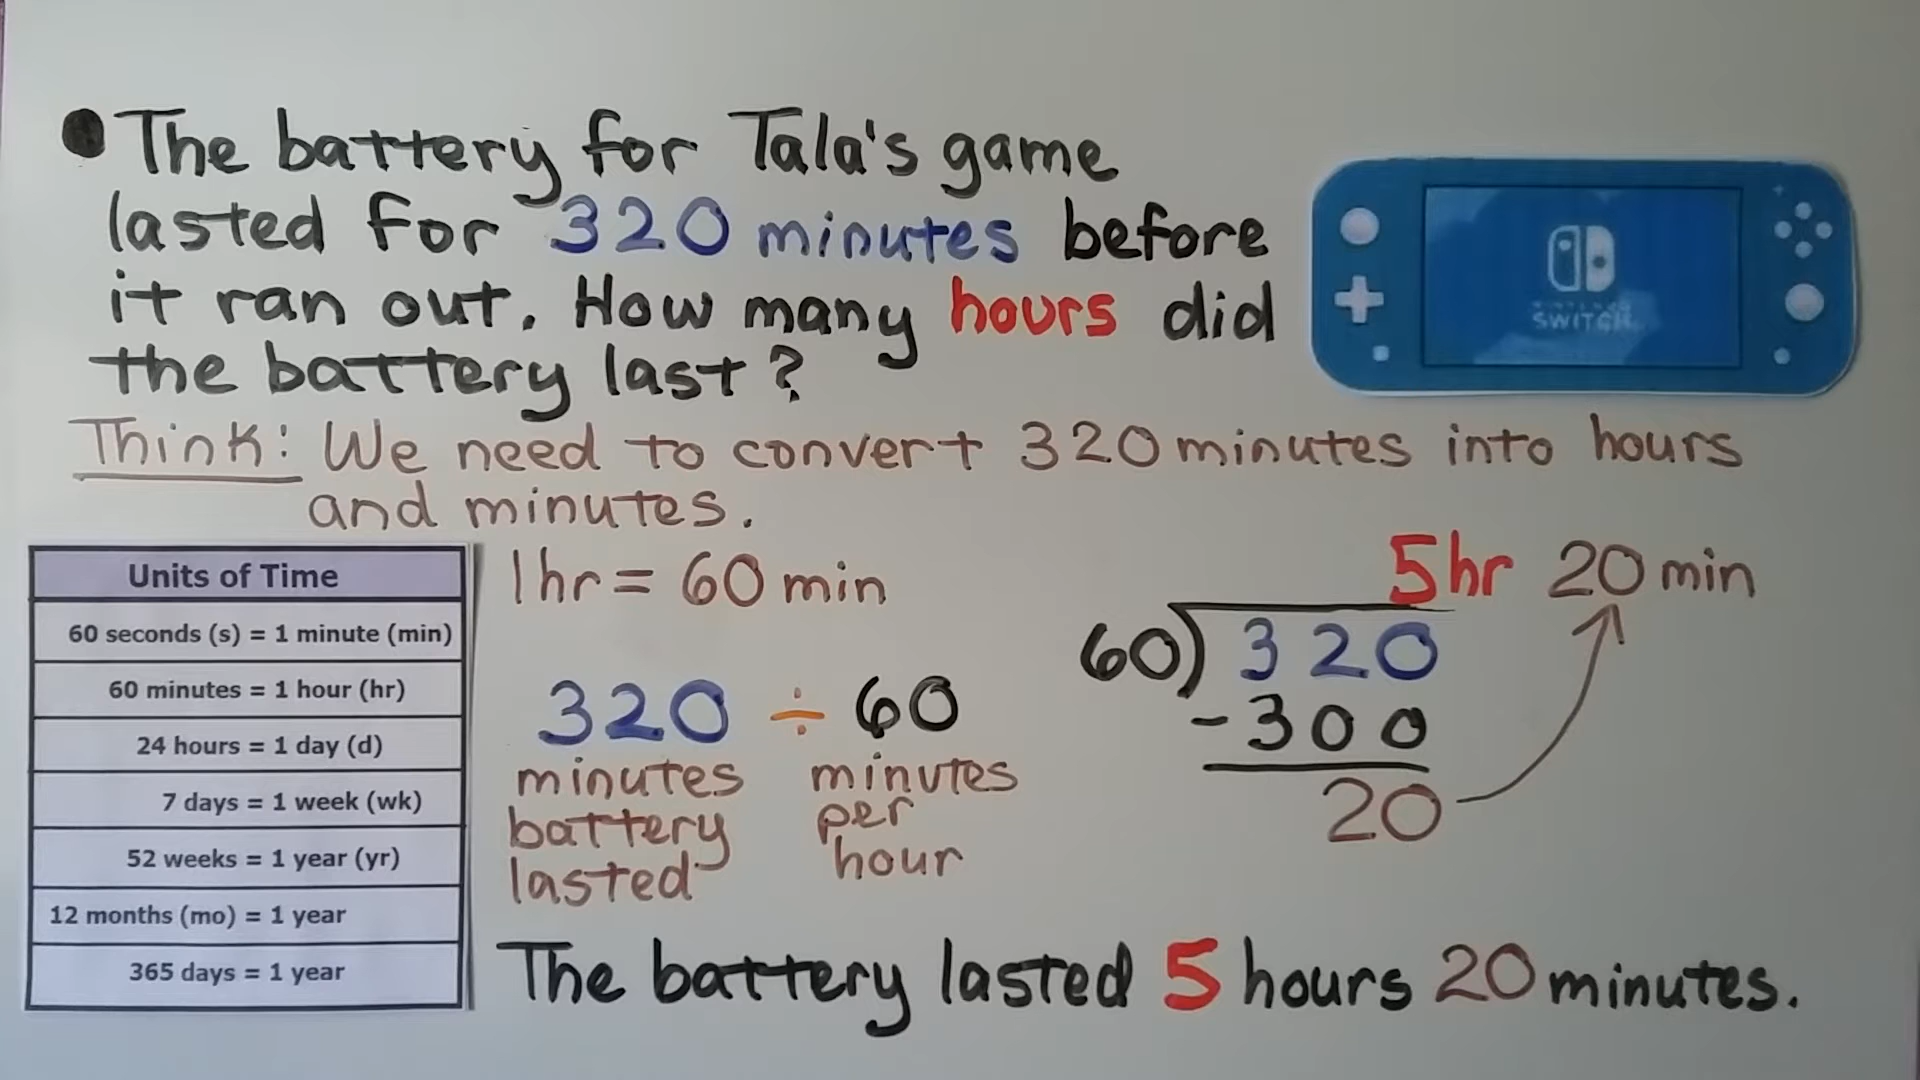 The battery for Tala's game
lasted for 320 minutes before
it ran out. How many hours did
the battery last?
NINTENDO
SWITCH
Think: We need to convert 320 minutes into hours
and minutes.
Units of Time
60 seconds (s) = 1 minute (min)
60 minutes = 1 hour (hr)
24 hours = 1 day (d)
7 days = 1 week (wk)
52 weeks = 1 year (yr)
12 months (mo) = 1 year
365 days = 1 year
1 hr = 60 min
320 ÷ 60
minutes battery lasted
minutes per hour
5 hr 20 min
60) 320
- 300
20
The battery lasted 5 hours 20 minutes.